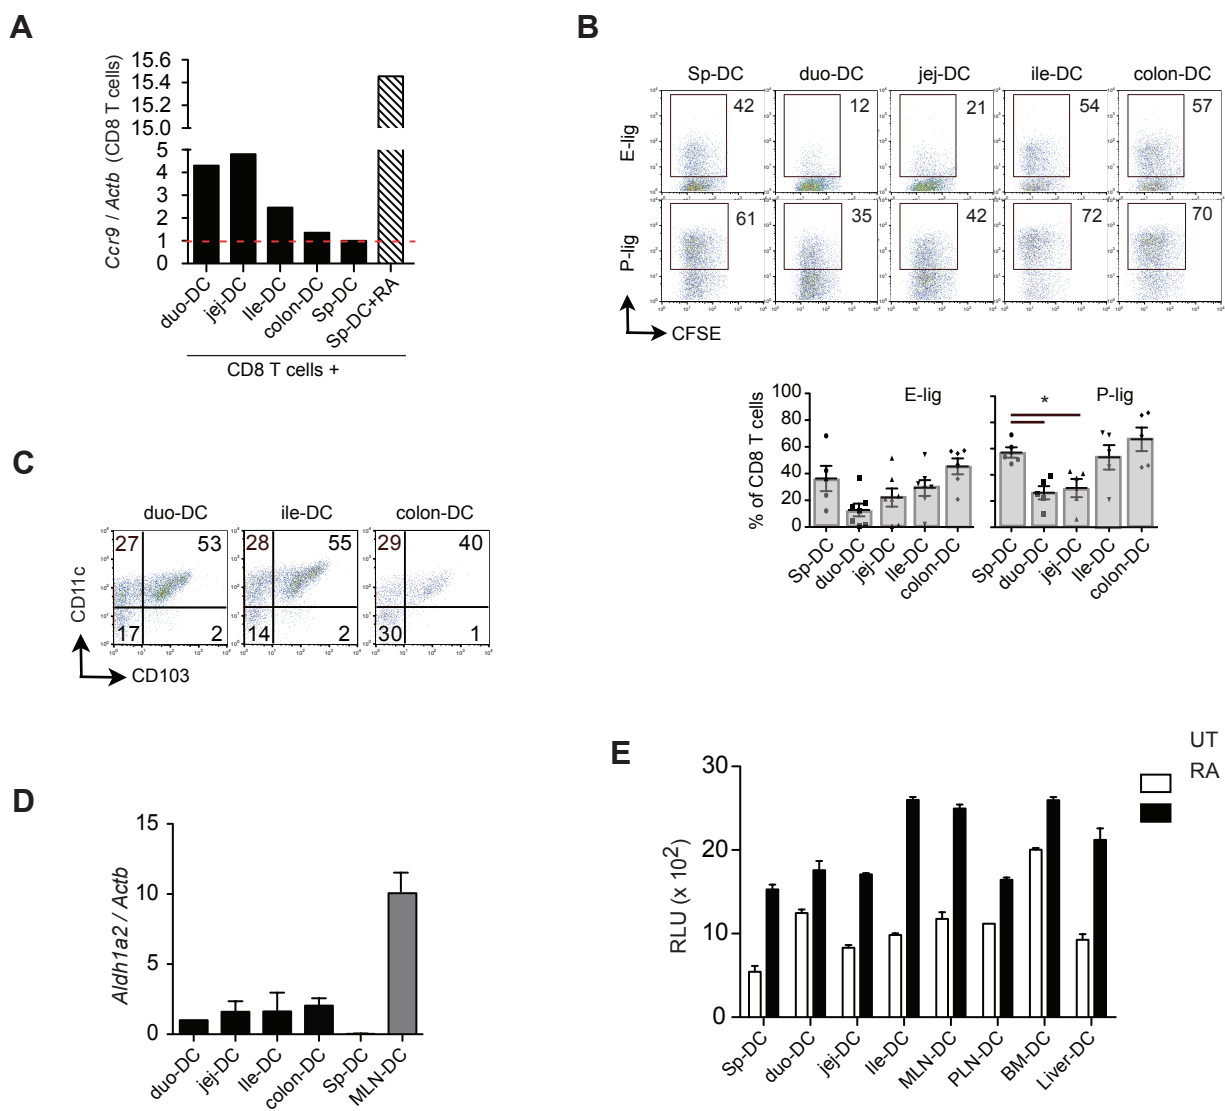 A
Ccr9 / Actb (CD8 T cells)
15.6
15.4
15.2
15.0
5
4
3
2
1
0
duo-DC
jej-DC
Ile-DC
colon-DC
Sp-DC
Sp-DC+RA
CD8 T cells +
B
Sp-DC duo-DC jej-DC ile-DC colon-DC
E-lig
42 12 21 54 57
P-lig
61 35 42 72 70
CFSE
% of CD8 T cells
100
80
60
40
20
0
E-lig
P-lig
*
Sp-DC
duo-DC
jej-DC
Ile-DC
colon-DC
Sp-DC
duo-DC
jej-DC
Ile-DC
colon-DC
C
duo-DC ile-DC colon-DC
CD11c
27 53 28 55 29 40
17 2 14 2 30 1
CD103
D
Aldh1a2 / Actb
15
10
5
0
duo-DC
jej-DC
Ile-DC
colon-DC
Sp-DC
MLN-DC
E
UT
RA
RLU (x 10²)
30
20
10
0
Sp-DC
duo-DC
jej-DC
Ile-DC
MLN-DC
PLN-DC
BM-DC
Liver-DC